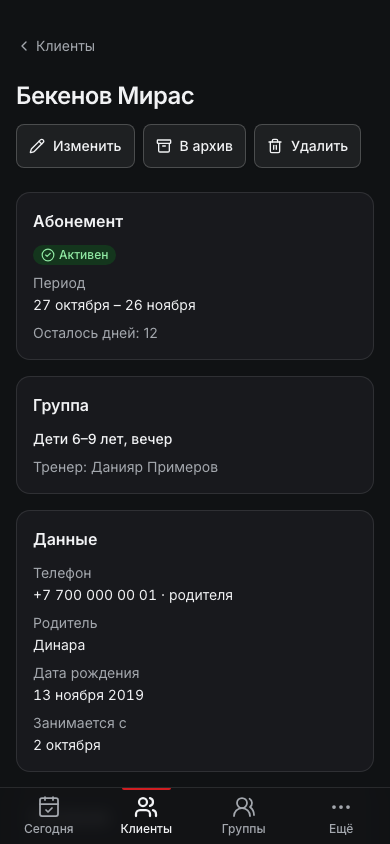 Клиенты
Бекенов Мирас
Изменить
В архив
Удалить
Абонемент
Активен
Период
27 октября – 26 ноября
Осталось дней: 12
Группа
Дети 6–9 лет, вечер
Тренер: Данияр Примеров
Данные
Телефон
+7 700 000 00 01 · родителя
Родитель
Динара
Дата рождения
13 ноября 2019
Занимается с
2 октября
Сегодня
Клиенты
Группы
Ещё